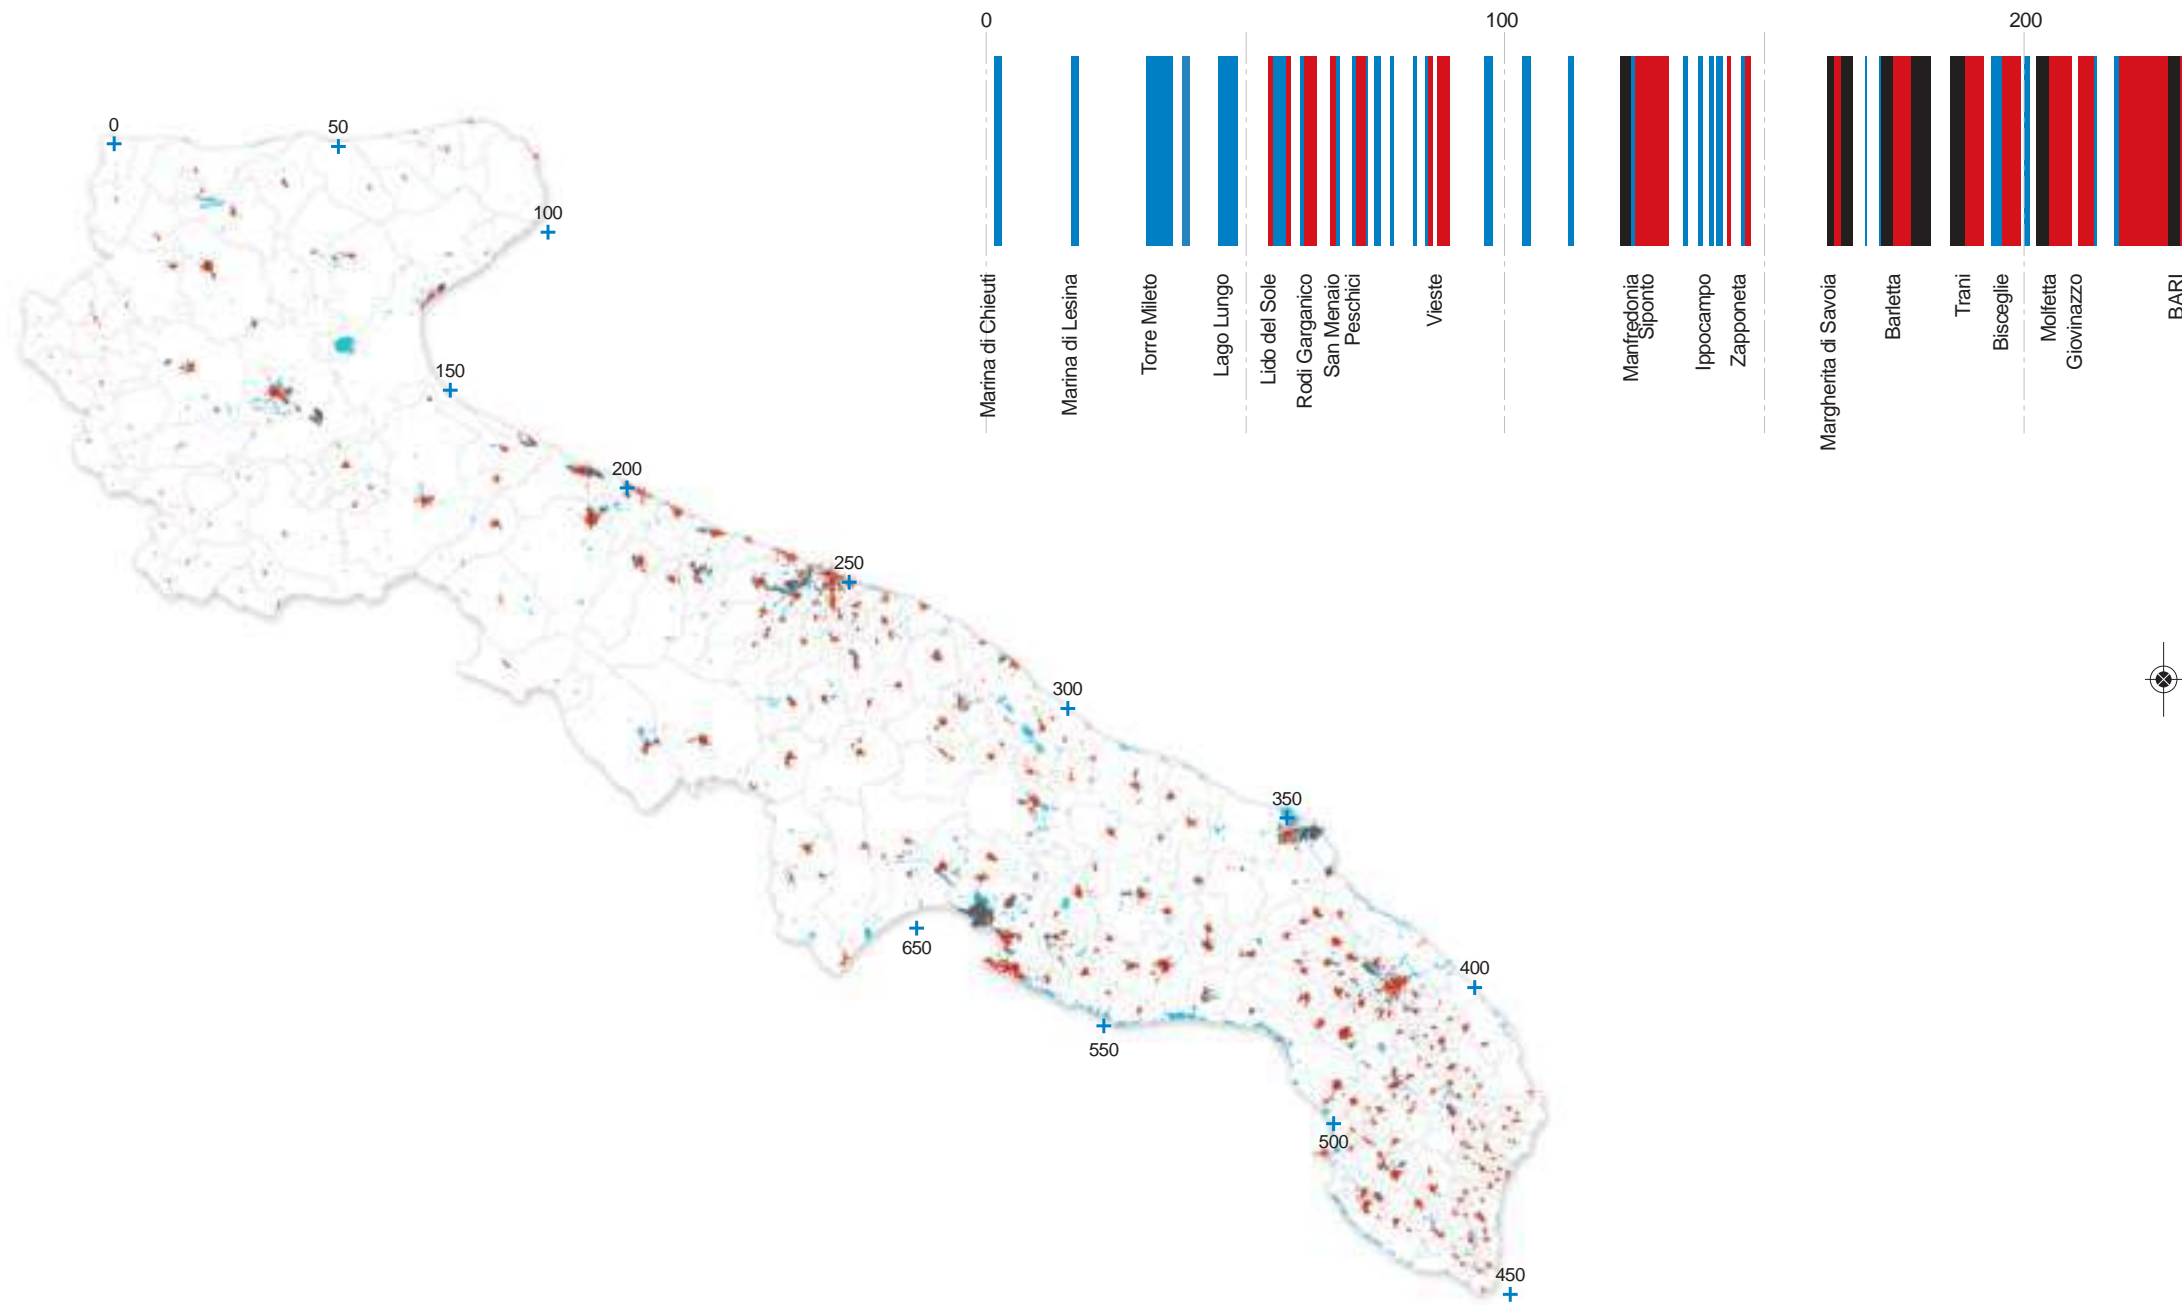 0
100
200
Marina di Chieuti
Marina di Lesina
Torre Mileto
Lago Lungo
Lido del Sole
Rodi Garganico
San Menaio
Peschici
Vieste
Manfredonia
Siponto
Ippocampo
Zapponeta
Margherita di Savoia
Barletta
Trani
Bisceglie
Molfetta
Giovinazzo
BARI
0
50
100
150
200
250
300
350
400
450
500
550
650